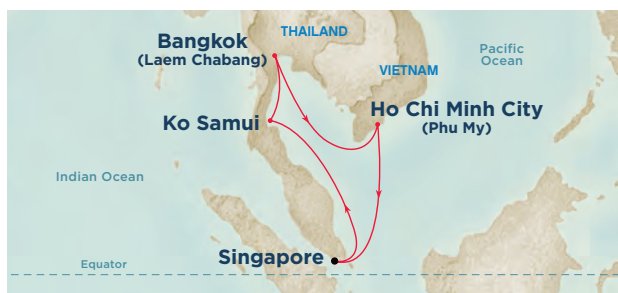 THAILAND
Bangkok
(Laem Chabang)
Pacific
Ocean
VIETNAM
Ko Samui
Ho Chi Minh City
(Phu My)
Indian Ocean
Singapore
Equator